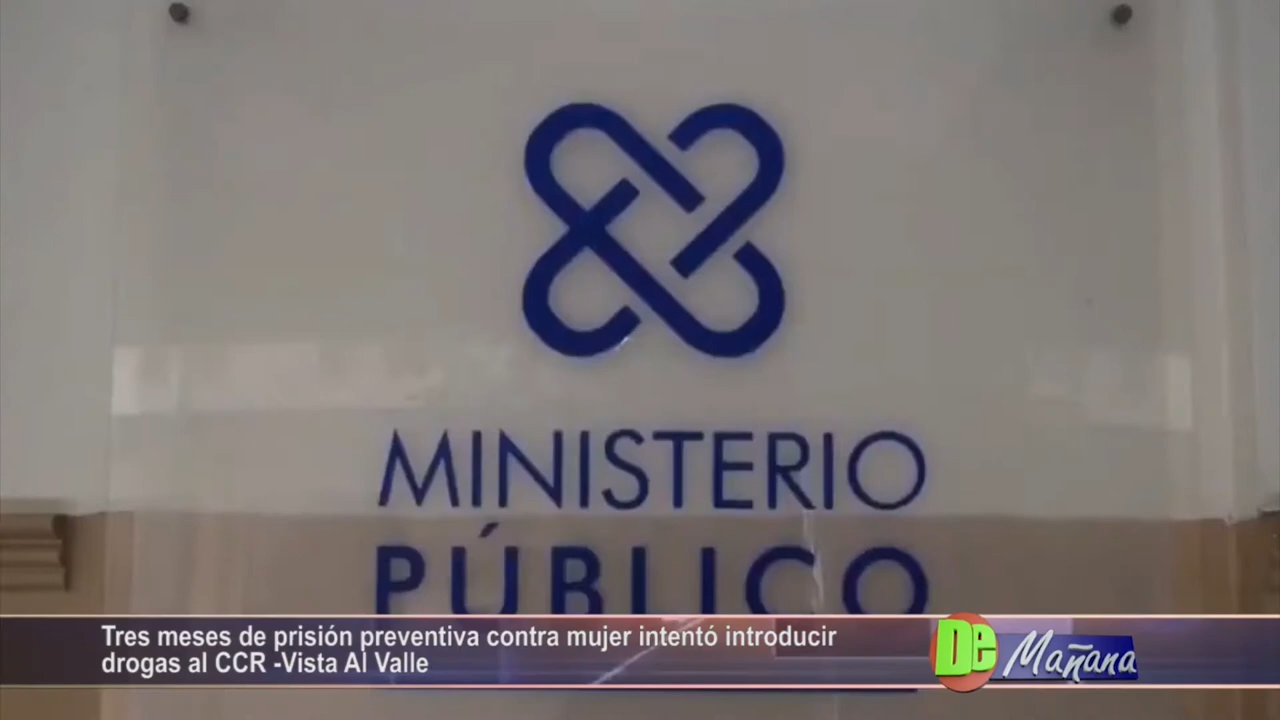 MINISTERIO
PÚBLICO
Tres meses de prisión preventiva contra mujer intentó introducir
drogas al CCR -Vista Al Valle
De Mañana